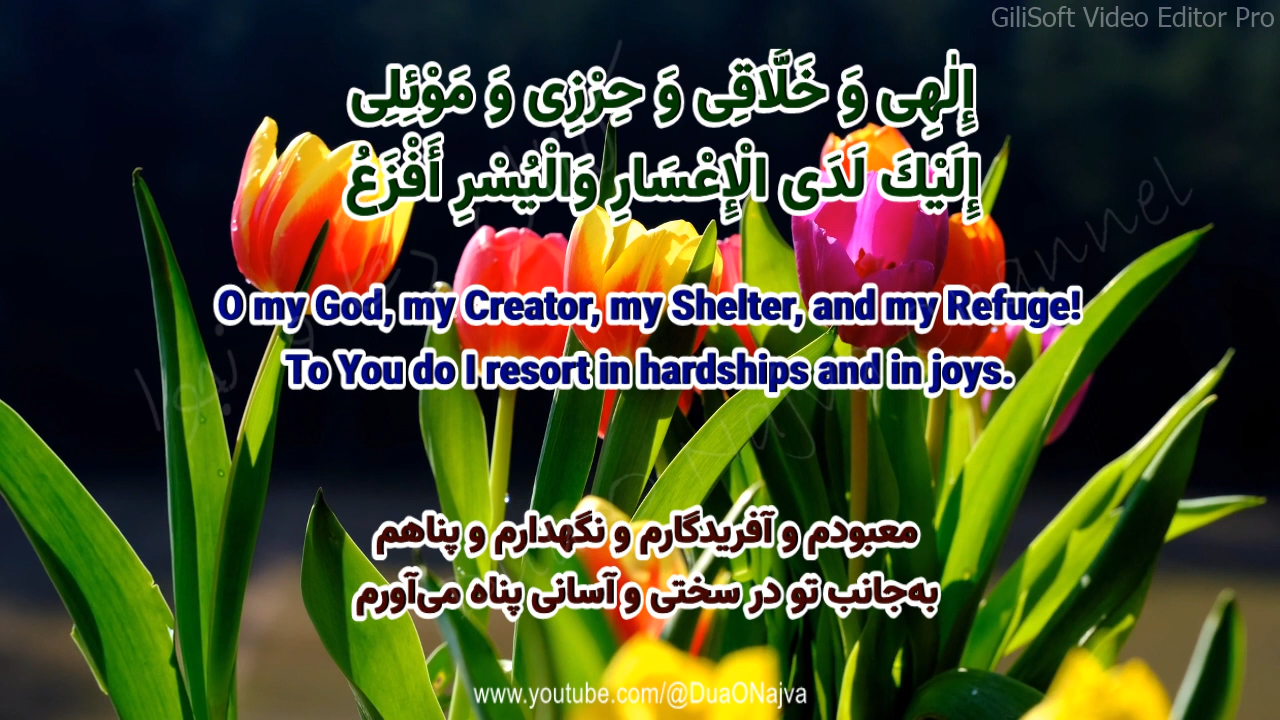 GiliSoft Video Editor Pro
إِلٰهِی وَ خَلَّاقِی وَ حِرْزِی وَ مَوْئِلِی
إِلَیْكَ لَدَی الْإِعْسَارِ وَالْیُسْرِ أَفْزَعُ
O my God, my Creator, my Shelter, and my Refuge!
To You do I resort in hardships and in joys.
معبودم و آفریدگارم و نگهدارم و پناهم
به‌جانب تو در سختی و آسانی پناه می‌آورم
www.youtube.com/@DuaONajva